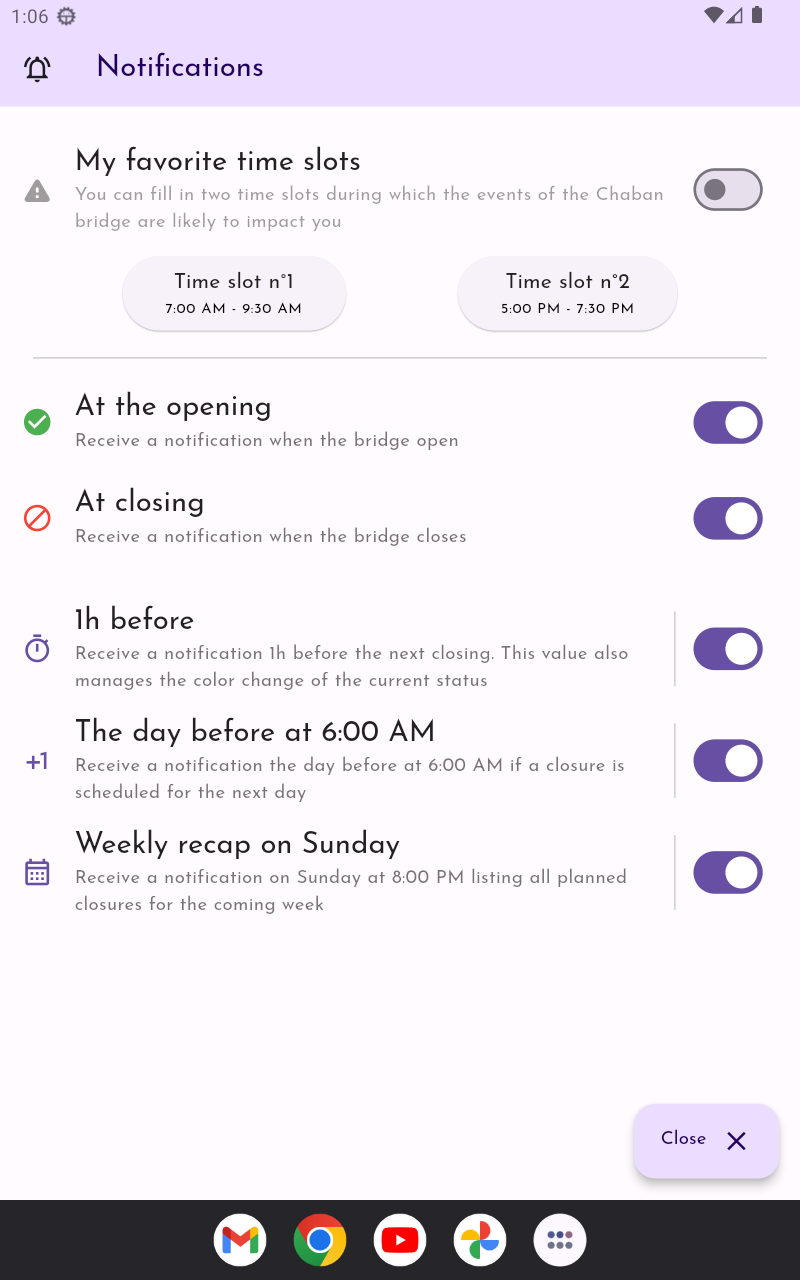 1:06
Notifications
My favorite time slots
You can fill in two time slots during which the events of the Chaban
bridge are likely to impact you
Time slot n°1
7:00 AM - 9:30 AM
Time slot n°2
5:00 PM - 7:30 PM
At the opening
Receive a notification when the bridge open
At closing
Receive a notification when the bridge closes
1h before
Receive a notification 1h before the next closing. This value also
manages the color change of the current status
+1
The day before at 6:00 AM
Receive a notification the day before at 6:00 AM if a closure is
scheduled for the next day
Weekly recap on Sunday
Receive a notification on Sunday at 8:00 PM listing all planned
closures for the coming week
Close